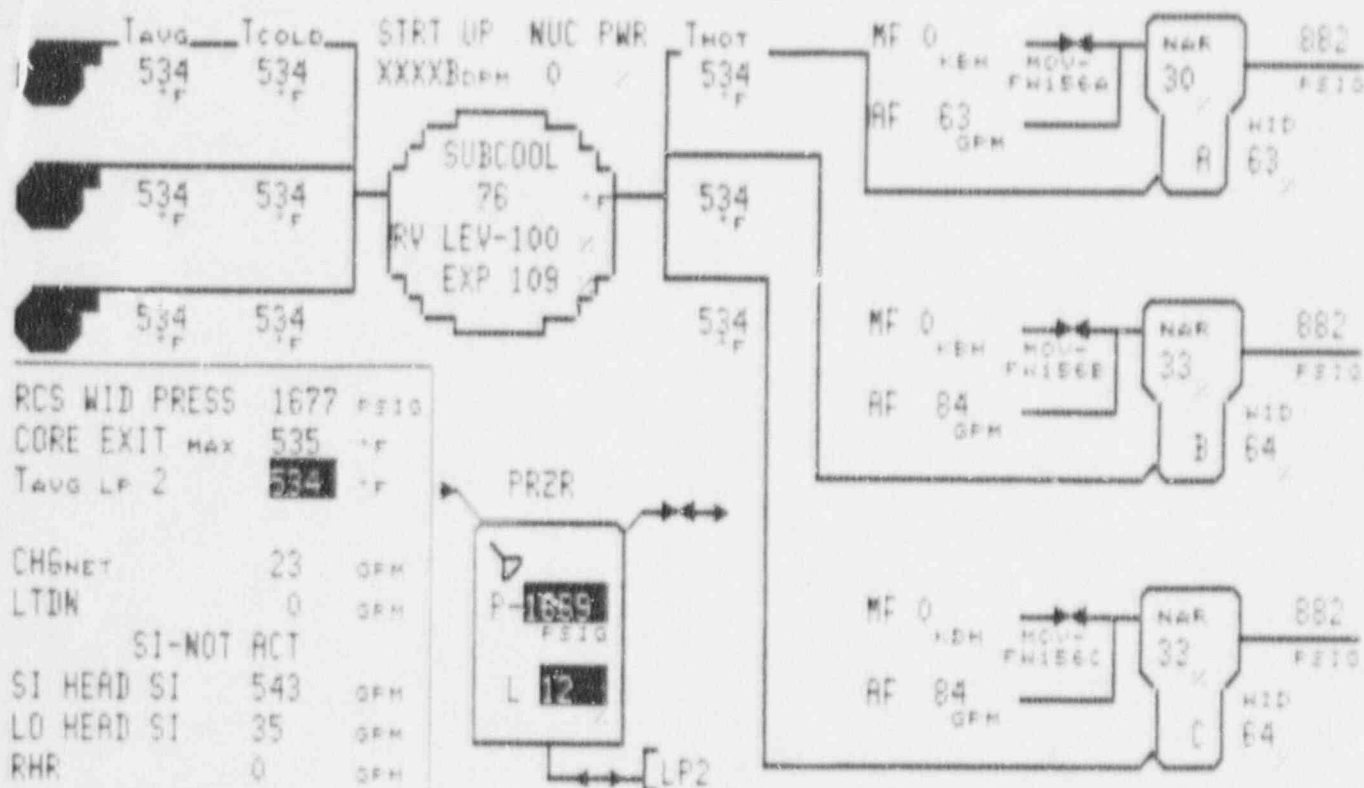 TAVG TCOLD STRT UP NUC PWR THOT
534 °F 534 °F XXXXB DPM 0 % 534 °F
534 °F 534 °F 534 °F
534 °F 534 °F 534 °F
SUBCOOL
76 °F
RV LEV-100 %
EXP 109 %
MF 0 KBH MOV-FW156A
AF 63 GPM
NAR
30 %
A
882 PSIG
WID
63 %
MF 0 KBH MOV-FW156B
AF 84 GPM
NAR
33 %
B
882 PSIG
WID
64 %
MF 0 KBH MOV-FW156C
AF 84 GPM
NAR
%
C
882 PSIG
WID
64
RCS WID PRESS 1677 PSIG
CORE EXIT MAX 535 °F
TAVG LP 2 534 °F
CHGNET 23 GPM
LTDN 0 GPM
SI-NOT ACT
SI HEAD SI 543 GPM
LO HEAD SI 35 GPM
RHR 0 GPM
PRZR
PSIG
L 12 %
LP2